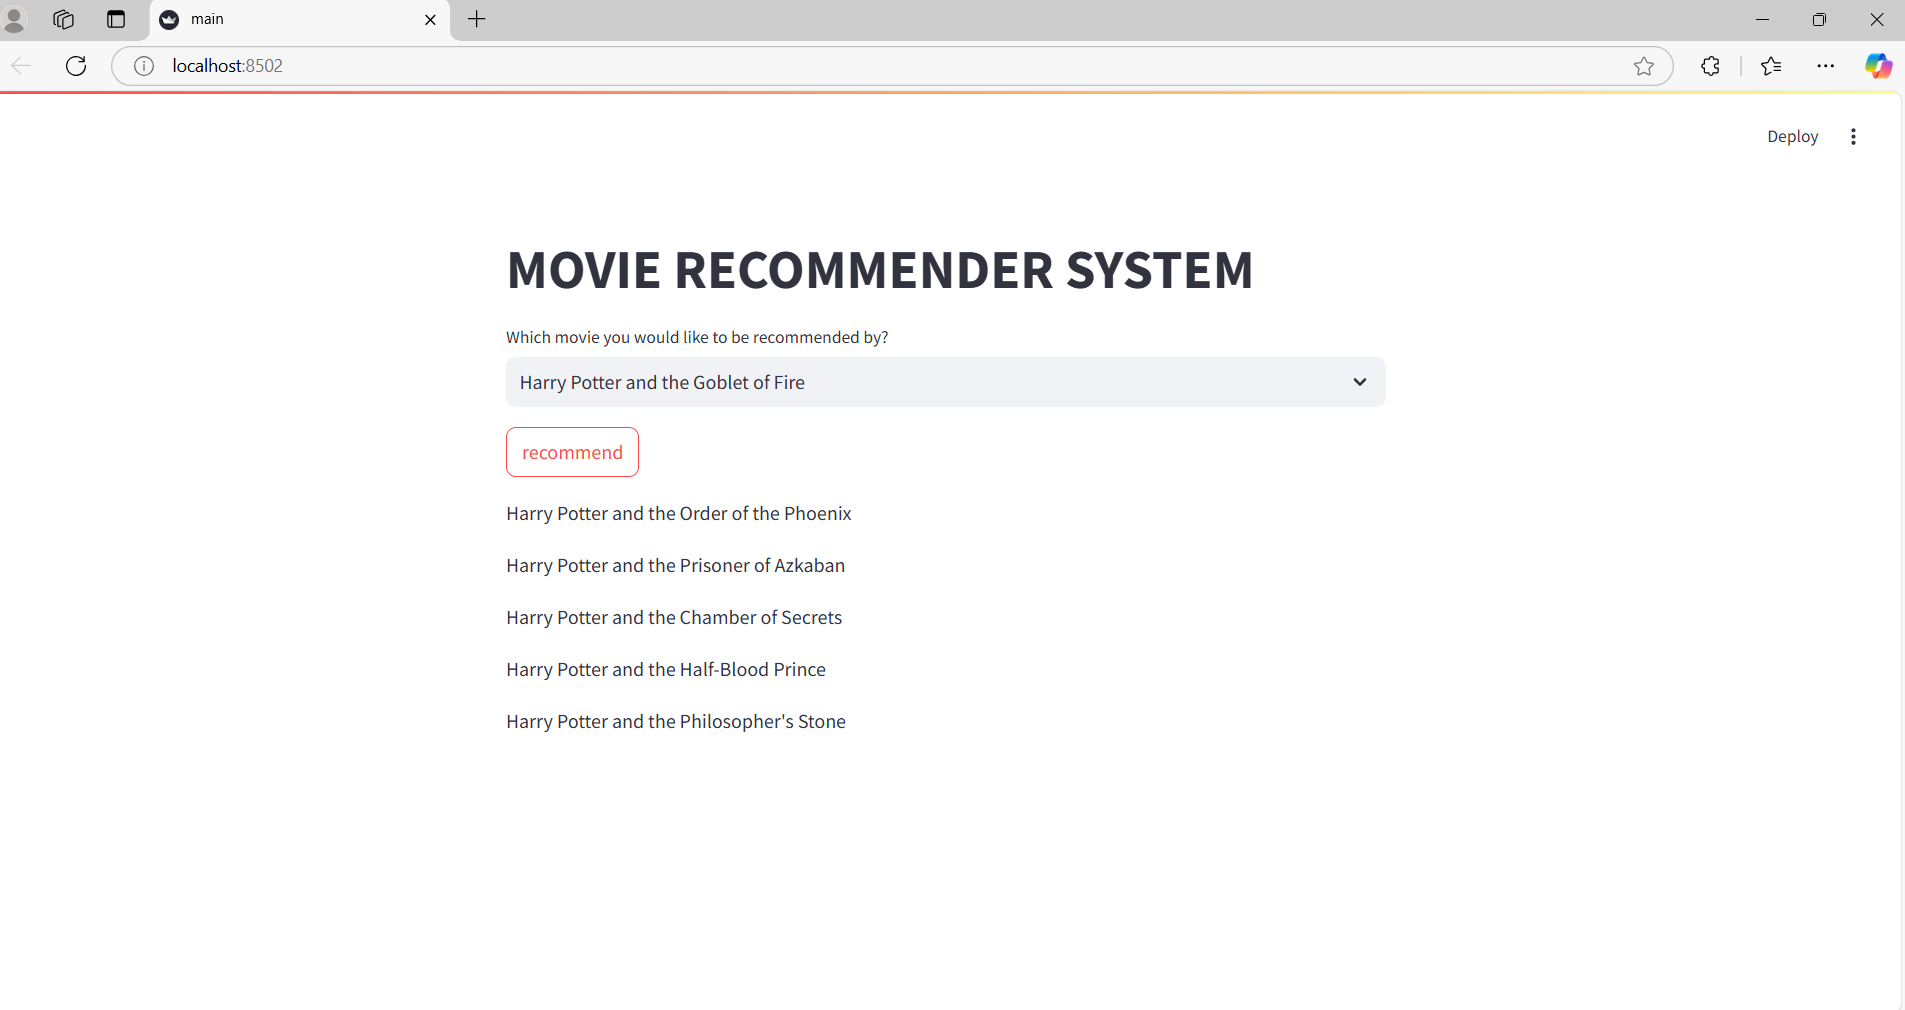 main
localhost:8502
Deploy
MOVIE RECOMMENDER SYSTEM
Which movie you would like to be recommended by?
Harry Potter and the Goblet of Fire
recommend
Harry Potter and the Order of the Phoenix
Harry Potter and the Prisoner of Azkaban
Harry Potter and the Chamber of Secrets
Harry Potter and the Half-Blood Prince
Harry Potter and the Philosopher's Stone